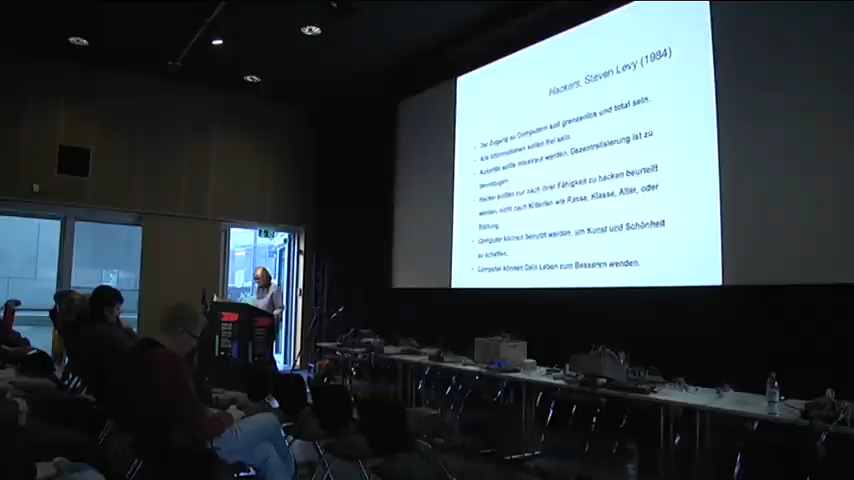 Hackers, Steven Levy (1984)
• Der Zugang zu Computern soll grenzenlos und total sein.
• Alle Informationen sollen frei sein.
• Autorität sollte misstraut werden, Dezentralisierung ist zu
bevorzugen.
• Hacker sollten nur nach ihrer Fähigkeit zu hacken beurteilt
werden, nicht nach Kriterien wie Rasse, Klasse, Alter, oder
Stellung.
• Computer können benutzt werden, um Kunst und Schönheit
zu schaffen.
• Computer können Dein Leben zum Besseren wenden.